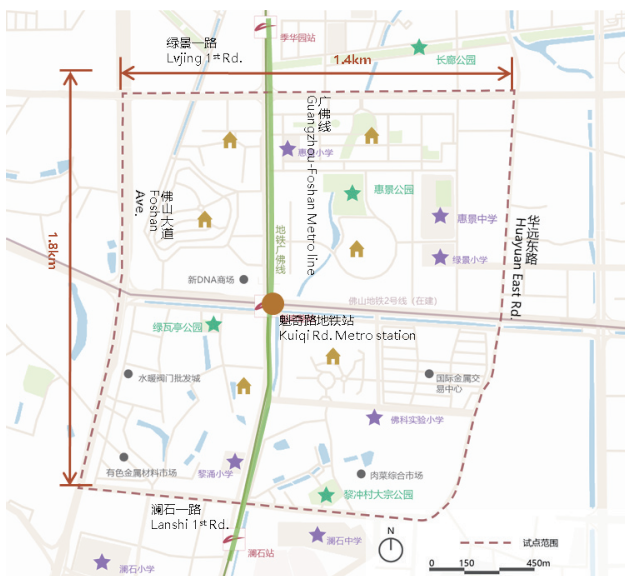 绿景一路
Lvjing 1st Rd.
季华园站
长廊公园
1.4km
广佛线
Guangzhou-Foshan Metro line
惠景小学
佛山大道
Foshan
Ave.
惠景公园
惠景中学
华远东路
Huayuan East Rd.
1.8km
地铁广佛线
绿景小学
新DNA商场
佛山地铁2号线（在建）
魁奇路地铁站
Kuiqi Rd. Metro station
绿瓦亭公园
水暖阀门批发城
国际金属交
易中心
佛科实验小学
有色金属材料市场
黎涌小学
肉菜综合市场
黎冲村大宗公园
澜石一路
Lanshi 1st Rd.
澜石站
澜石中学
澜石小学
N
试点范围
0 150 450m